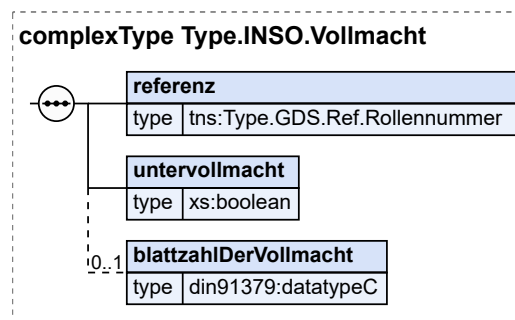 complexType Type.INSO.Vollmacht
referenz
type tns:Type.GDS.Ref.Rollennummer
untervollmacht
type xs:boolean
0..1
blattzahlDerVollmacht
type din91379:datatypeC